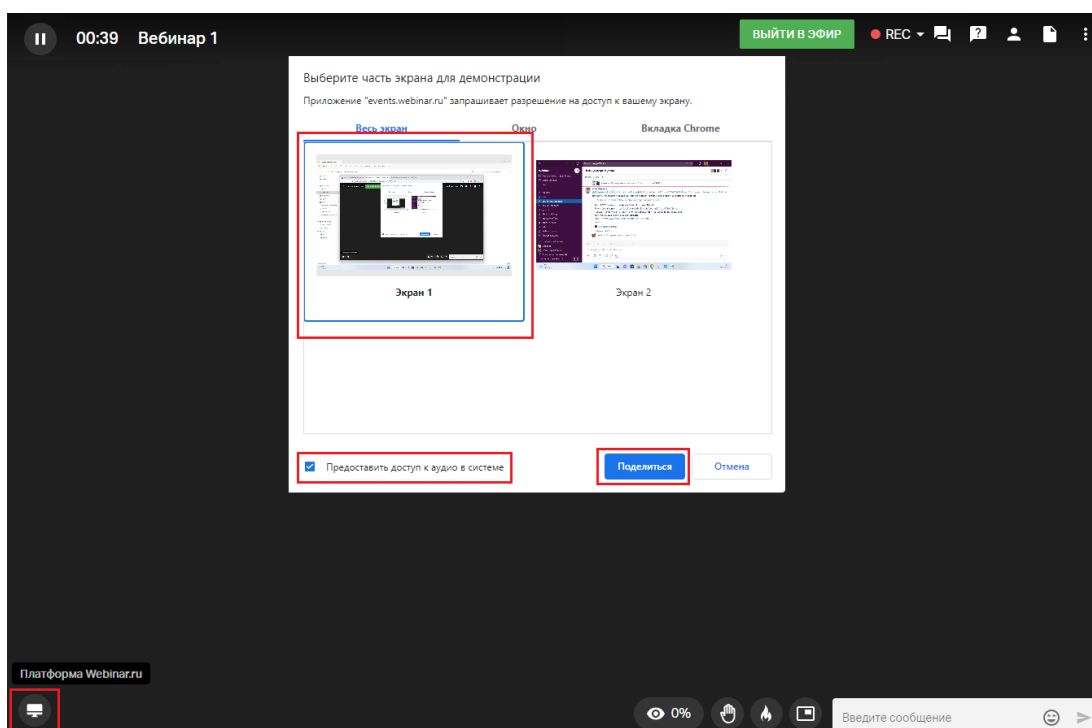 00:39 Вебинар 1
ВЫЙТИ В ЭФИР
REC
Выберите часть экрана для демонстрации
Приложение "events.webinar.ru" запрашивает разрешение на доступ к вашему экрану.
Весь экран Окно Вкладка Chrome
Экран 1
Экран 2
Предоставить доступ к аудио в системе
Поделиться
Отмена
Платформа Webinar.ru
0%
Введите сообщение